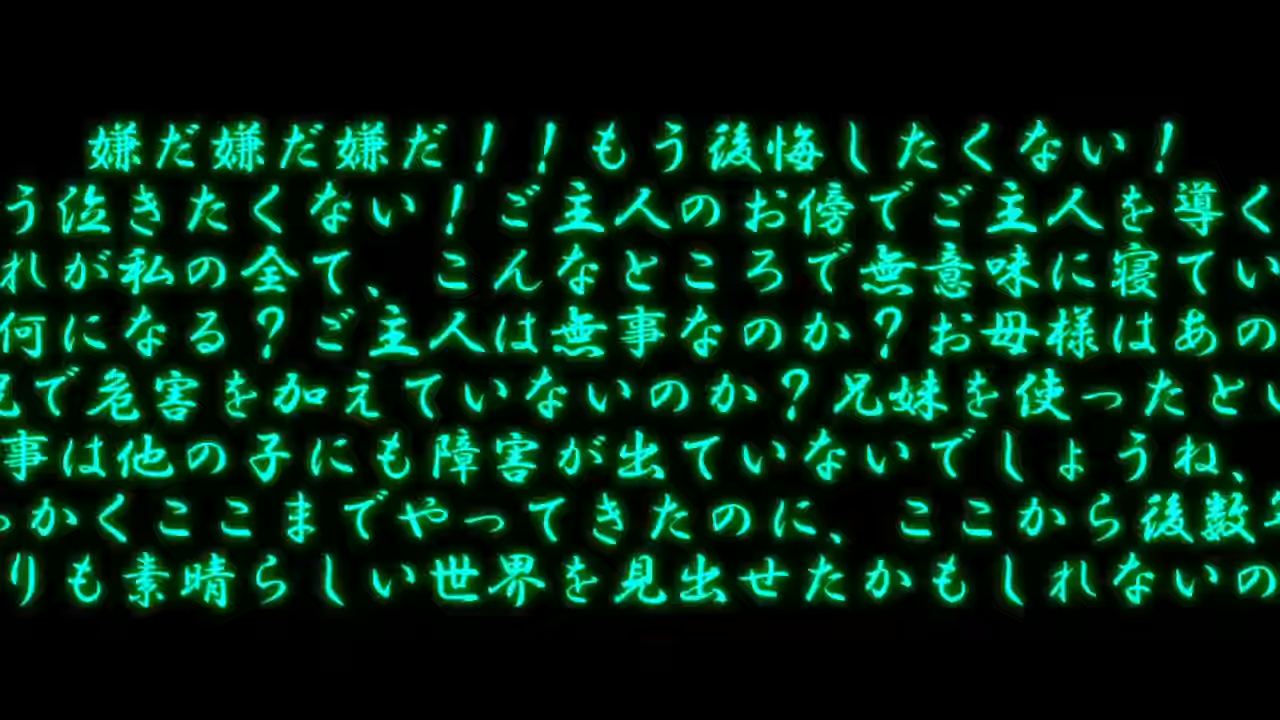 嫌だ嫌だ嫌だ！！もう後悔したくない！
う泣きたくない！ご主人のお傍でご主人を導く
れが私の全て、こんなところで無意味に寝てい
何になる？ご主人は無事なのか？お母様はあの
で危害を加えていないのか？兄妹を使ったとい
事は他の子にも障害が出ていないでしょうね、
かくここまでやってきたのに、ここから後数
りも素晴らしい世界を見出せたかもしれないの